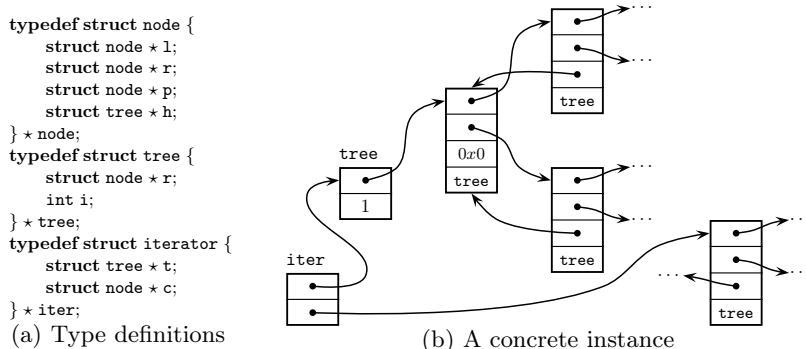 typedef struct node {
struct node ⋆ l;
struct node ⋆ r;
struct node ⋆ p;
struct tree ⋆ h;
} ⋆ node;
typedef struct tree {
struct node ⋆ r;
int i;
} ⋆ tree;
typedef struct iterator {
struct tree ⋆ t;
struct node ⋆ c;
} ⋆ iter;
(a) Type definitions
...
...
tree
0x0
tree
tree
1
...
...
tree
iter
...
...
...
tree
(b) A concrete instance